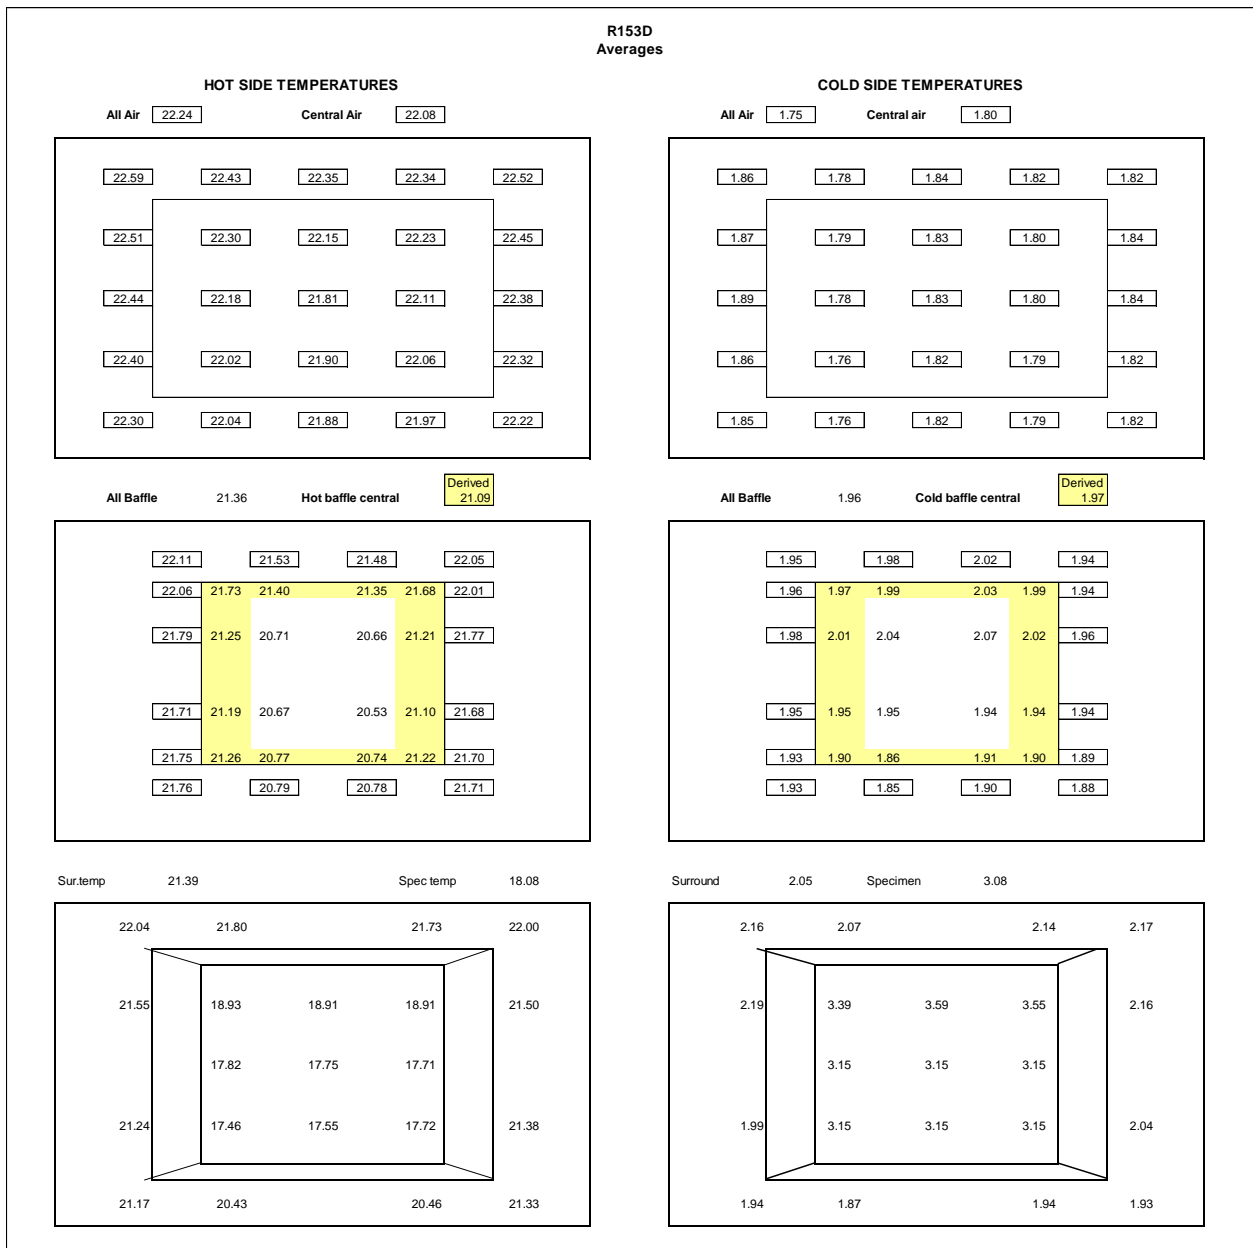 R153D
Averages
HOT SIDE TEMPERATURES COLD SIDE TEMPERATURES
All Air 22.24 Central Air 22.08 All Air 1.75 Central air 1.80
22.59 22.43 22.35 22.34 22.52 1.86 1.78 1.84 1.82 1.82
22.51 22.30 22.15 22.23 22.45 1.87 1.79 1.83 1.80 1.84
22.44 22.18 21.81 22.11 22.38 1.89 1.78 1.83 1.80 1.84
22.40 22.02 21.90 22.06 22.32 1.86 1.76 1.82 1.79 1.82
22.30 22.04 21.88 21.97 22.22 1.85 1.76 1.82 1.79 1.82
Derived Derived
All Baffle 21.36 Hot baffle central 21.09 All Baffle 1.96 Cold baffle central 1.97
22.11 21.53 21.48 22.05 1.95 1.98 2.02 1.94
22.06 21.73 21.40 21.35 21.68 22.01 1.96 1.97 1.99 2.03 1.99 1.94
21.79 21.25 20.71 20.66 21.21 21.77 1.98 2.01 2.04 2.07 2.02 1.96
21.71 21.19 20.67 20.53 21.10 21.68 1.95 1.95 1.95 1.94 1.94 1.94
21.75 21.26 20.77 20.74 21.22 21.70 1.93 1.90 1.86 1.91 1.90 1.89
21.76 20.79 20.78 21.71 1.93 1.85 1.90 1.88
Sur.temp 21.39 Spec temp 18.08 Surround 2.05 Specimen 3.08
22.04 21.80 21.73 22.00 2.16 2.07 2.14 2.17
21.55 18.93 18.91 18.91 21.50 2.19 3.39 3.59 3.55 2.16
17.82 17.75 17.71 3.15 3.15 3.15
21.24 17.46 17.55 17.72 21.38 1.99 3.15 3.15 3.15 2.04
21.17 20.43 20.46 21.33 1.94 1.87 1.94 1.93